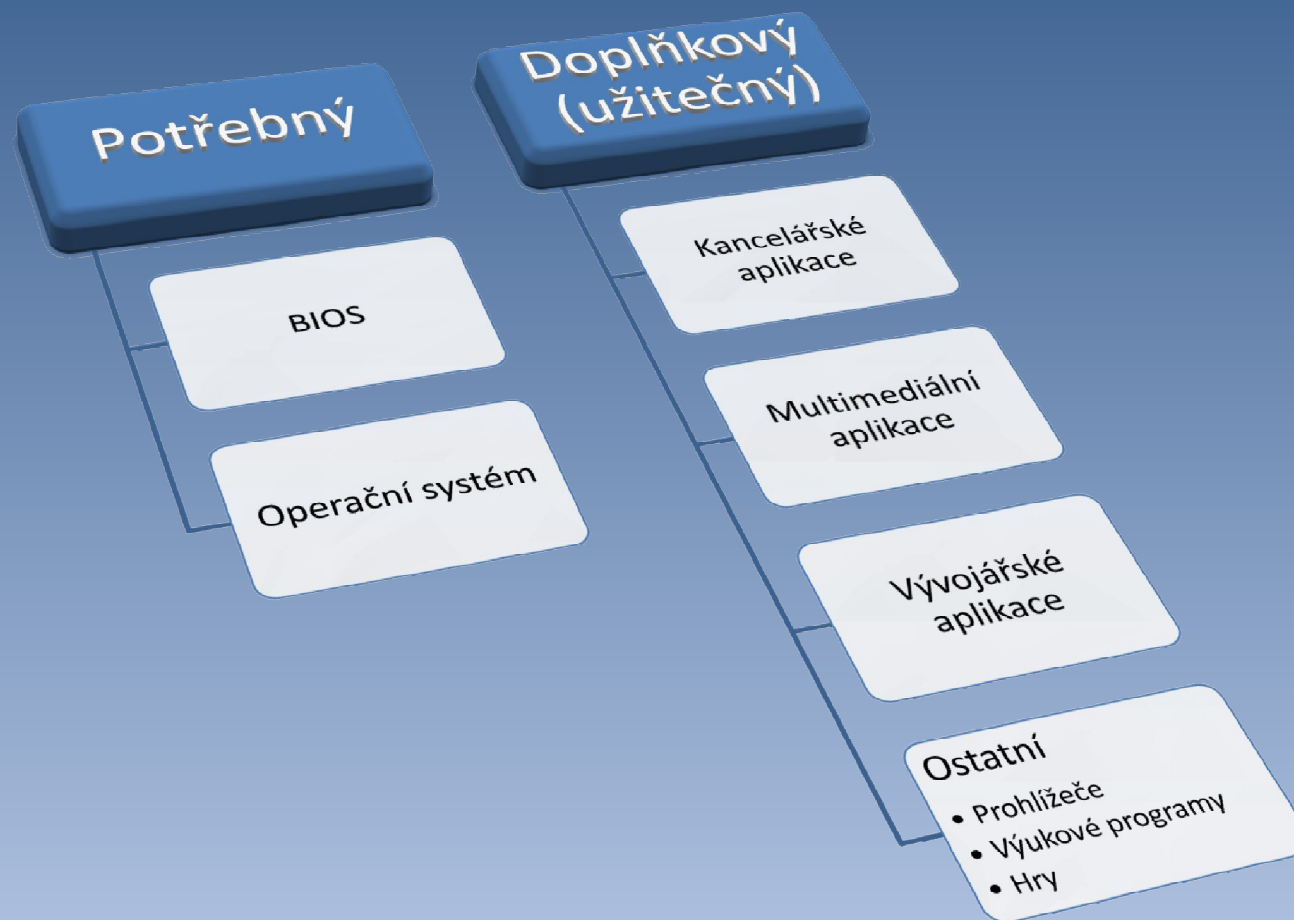 Potřebný
BIOS
Operační systém
Doplňkový
(užitečný)
Kancelářské
aplikace
Multimediální
aplikace
Vývojářské
aplikace
Ostatní
• Prohlížeče
• Výukové programy
• Hry